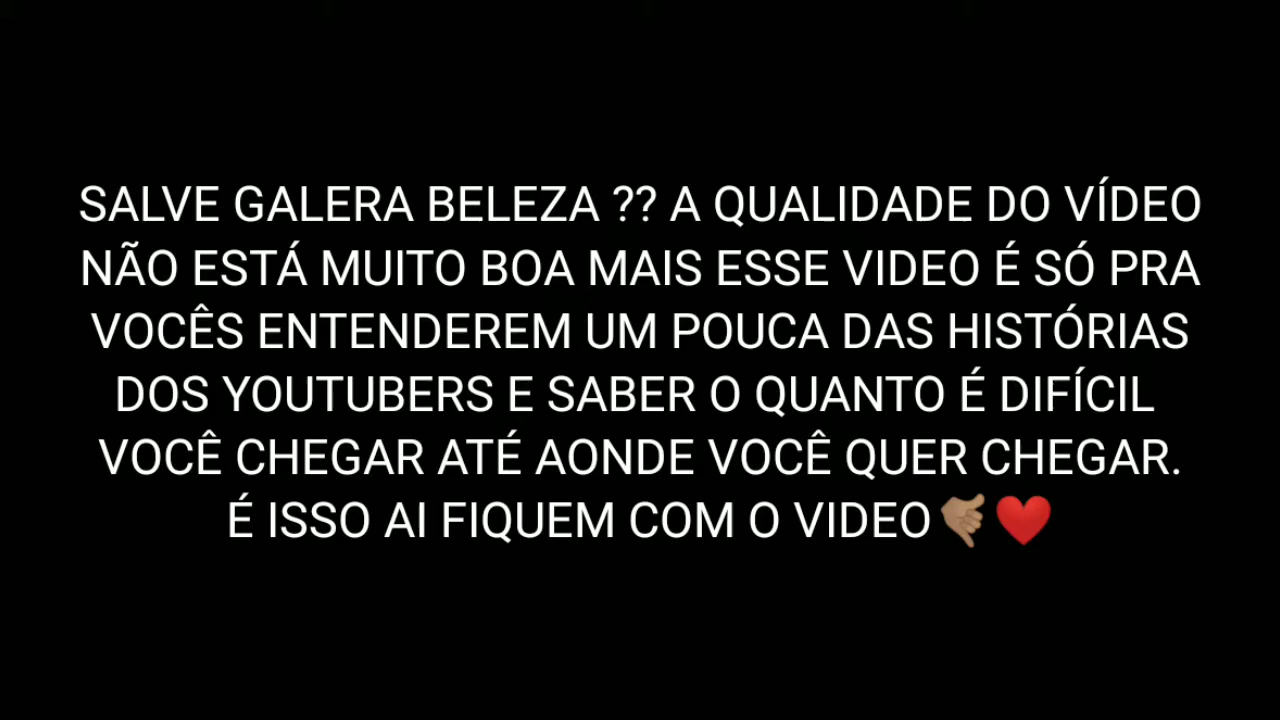 SALVE GALERA BELEZA ?? A QUALIDADE DO VÍDEO
NÃO ESTÁ MUITO BOA MAIS ESSE VIDEO É SÓ PRA
VOCÊS ENTENDEREM UM POUCA DAS HISTÓRIAS
DOS YOUTUBERS E SABER O QUANTO É DIFÍCIL
VOCÊ CHEGAR ATÉ AONDE VOCÊ QUER CHEGAR.
É ISSO AI FIQUEM COM O VIDEO🤙🏽❤️